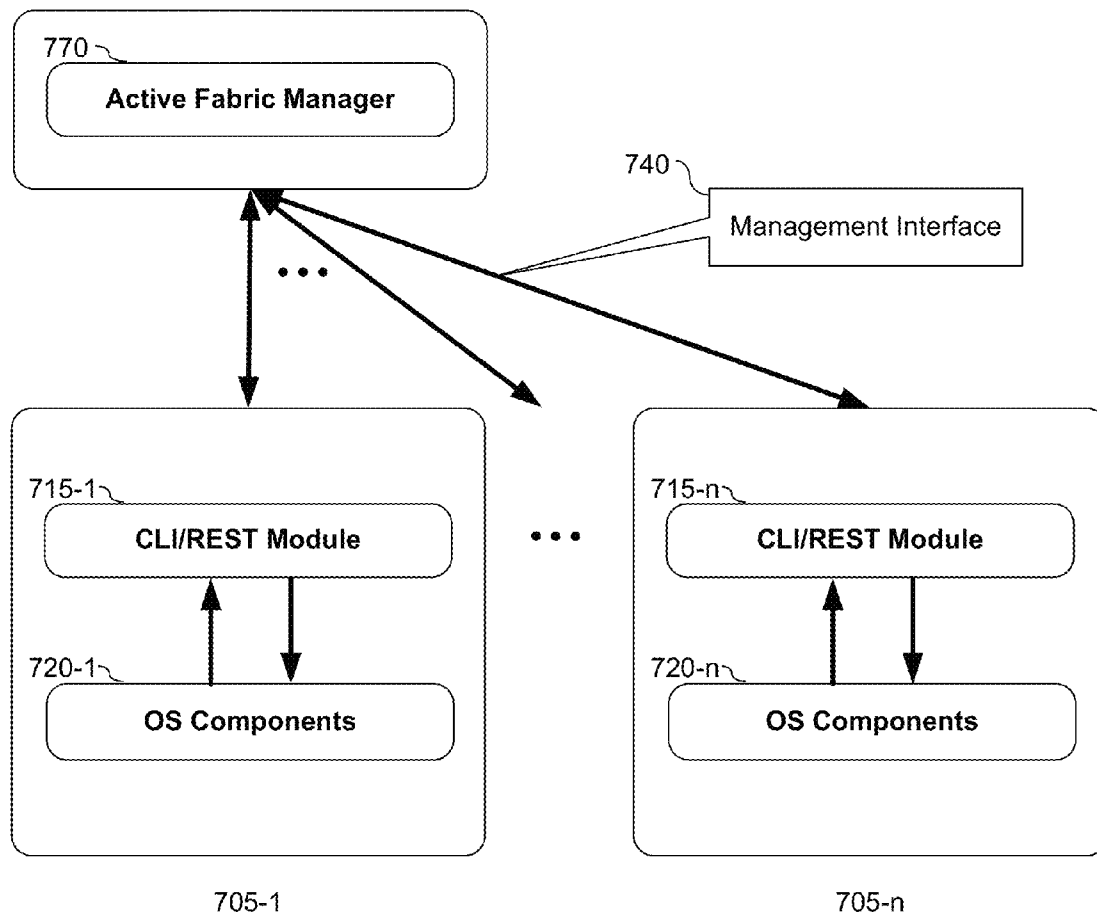 770
Active Fabric Manager
740
Management Interface
715-1
CLI/REST Module
720-1
OS Components
715-n
CLI/REST Module
720-n
OS Components
705-1
705-n